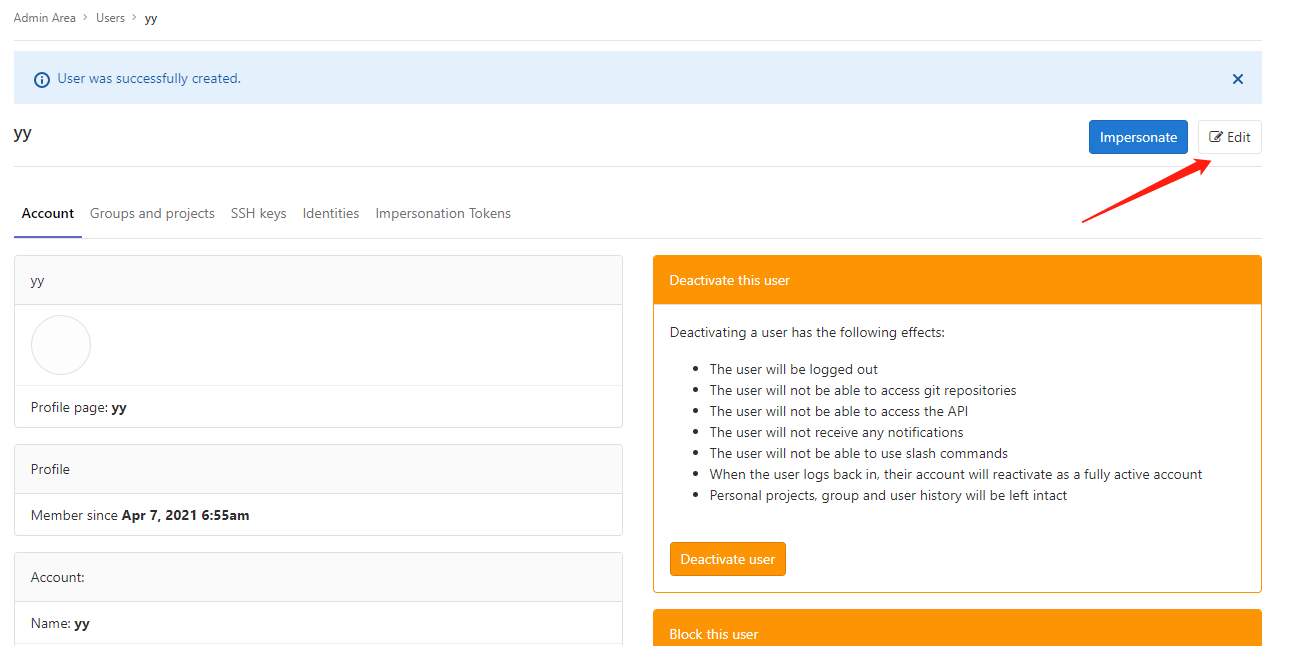 Admin Area > Users > yy
User was successfully created.
yy
Impersonate
Edit
Account Groups and projects SSH keys Identities Impersonation Tokens
yy
Profile page: yy
Profile
Member since Apr 7, 2021 6:55am
Account:
Name: yy
Deactivate this user
Deactivating a user has the following effects:
The user will be logged out
The user will not be able to access git repositories
The user will not be able to access the API
The user will not receive any notifications
The user will not be able to use slash commands
When the user logs back in, their account will reactivate as a fully active account
Personal projects, group and user history will be left intact
Deactivate user
Block this user